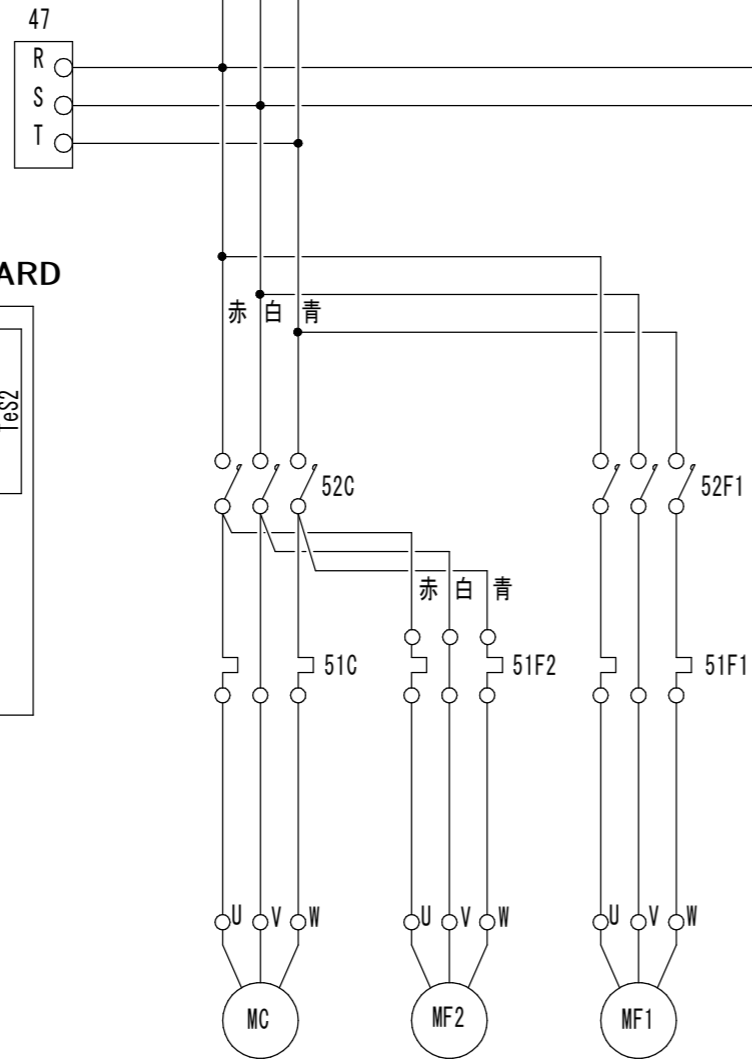 47
R
S
T
ARD
TeS2
赤 白 青
52C
52F1
赤 白 青
51C
51F2
51F1
U V W
U V W
U V W
MC
MF2
MF1